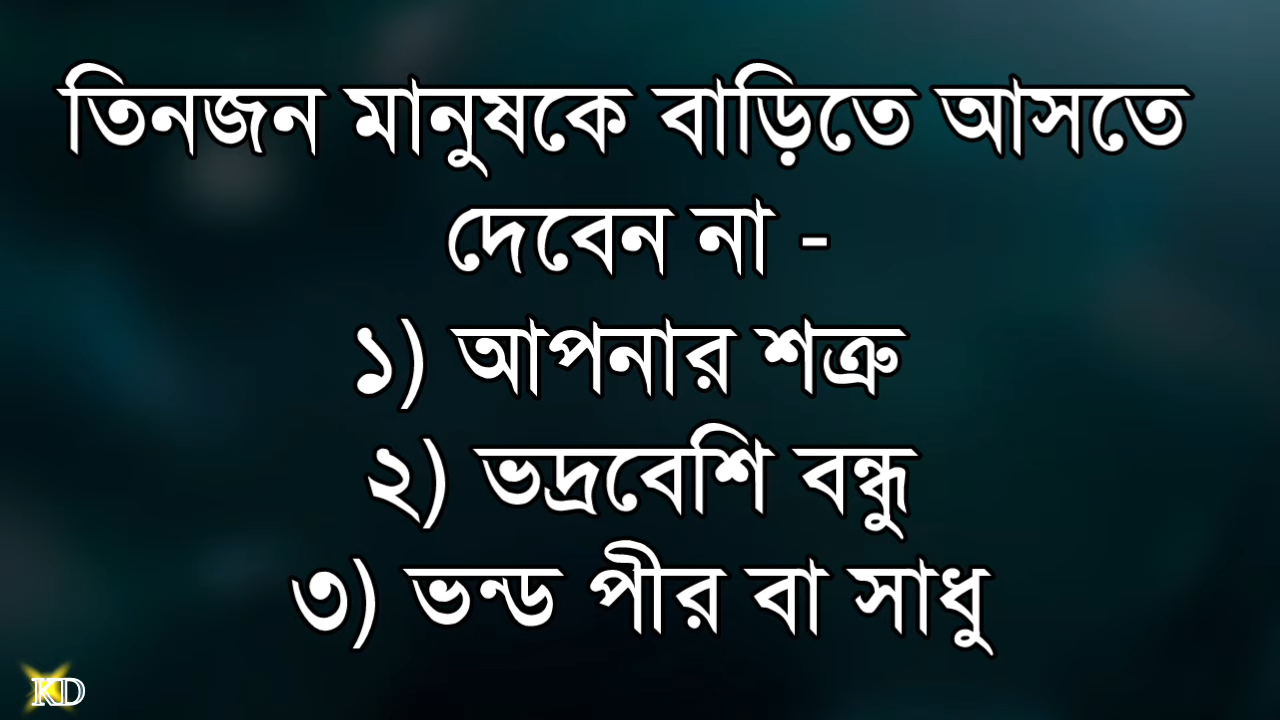 তিনজন মানুষকে বাড়িতে আসতে
দেবেন না -
১) আপনার শত্রু
২) ভদ্রবেশি বন্ধু
৩) ভন্ড পীর বা সাধু
KD